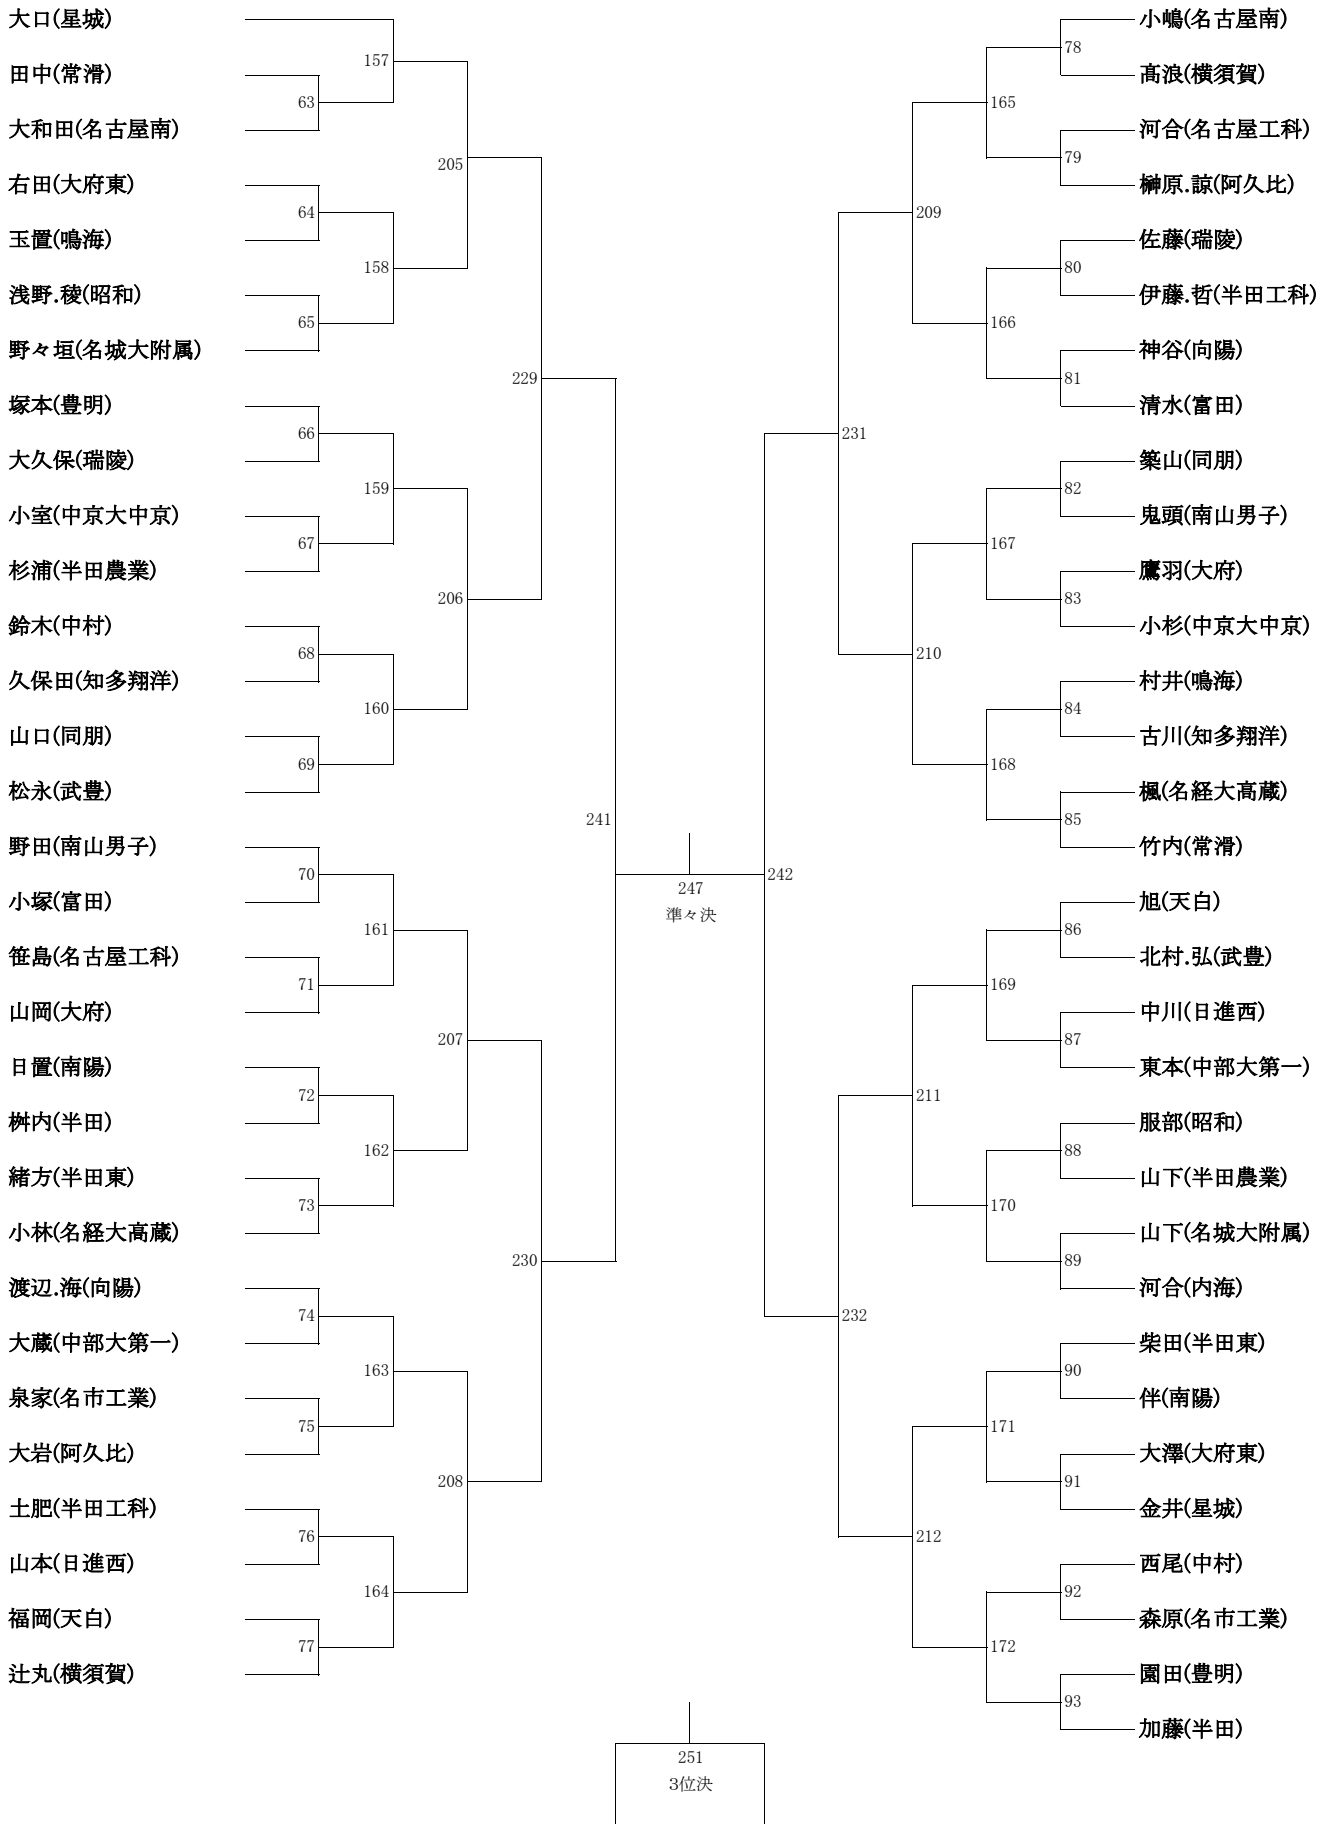 大口(星城)
田中(常滑)
大和田(名古屋南)
右田(大府東)
玉置(鳴海)
浅野.稜(昭和)
野々垣(名城大附属)
塚本(豊明)
大久保(瑞陵)
小室(中京大中京)
杉浦(半田農業)
鈴木(中村)
久保田(知多翔洋)
山口(同朋)
松永(武豊)
野田(南山男子)
小塚(富田)
笹島(名古屋工科)
山岡(大府)
日置(南陽)
桝内(半田)
緒方(半田東)
小林(名経大高蔵)
渡辺.海(向陽)
大蔵(中部大第一)
泉家(名市工業)
大岩(阿久比)
土肥(半田工科)
山本(日進西)
福岡(天白)
辻丸(横須賀)
63
64
65
66
67
68
69
70
71
72
73
74
75
76
77
157
158
159
160
161
162
163
164
205
206
207
208
229
230
241
247
準々決
251
3位決
242
231
232
209
210
211
212
165
166
167
168
169
170
171
172
78
79
80
81
82
83
84
85
86
87
88
89
90
91
92
93
小嶋(名古屋南)
髙浪(横須賀)
河合(名古屋工科)
榊原.諒(阿久比)
佐藤(瑞陵)
伊藤.哲(半田工科)
神谷(向陽)
清水(富田)
築山(同朋)
鬼頭(南山男子)
鷹羽(大府)
小杉(中京大中京)
村井(鳴海)
古川(知多翔洋)
楓(名経大高蔵)
竹内(常滑)
旭(天白)
北村.弘(武豊)
中川(日進西)
東本(中部大第一)
服部(昭和)
山下(半田農業)
山下(名城大附属)
河合(内海)
柴田(半田東)
伴(南陽)
大澤(大府東)
金井(星城)
西尾(中村)
森原(名市工業)
園田(豊明)
加藤(半田)